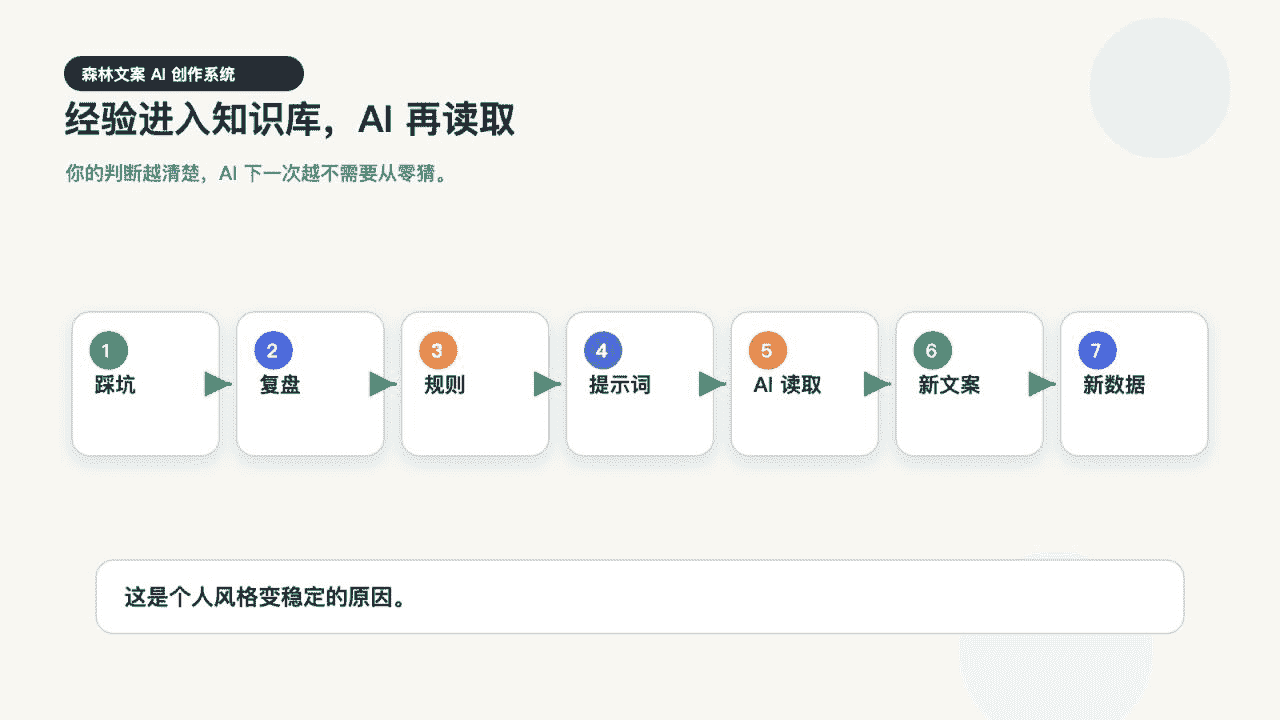 森林文案 AI 创作系统
经验进入知识库，AI 再读取
你的判断越清楚，AI 下一次越不需要从零猜。
1
踩坑
2
复盘
3
规则
4
提示词
5
AI 读取
6
新文案
7
新数据
这是个人风格变稳定的原因。